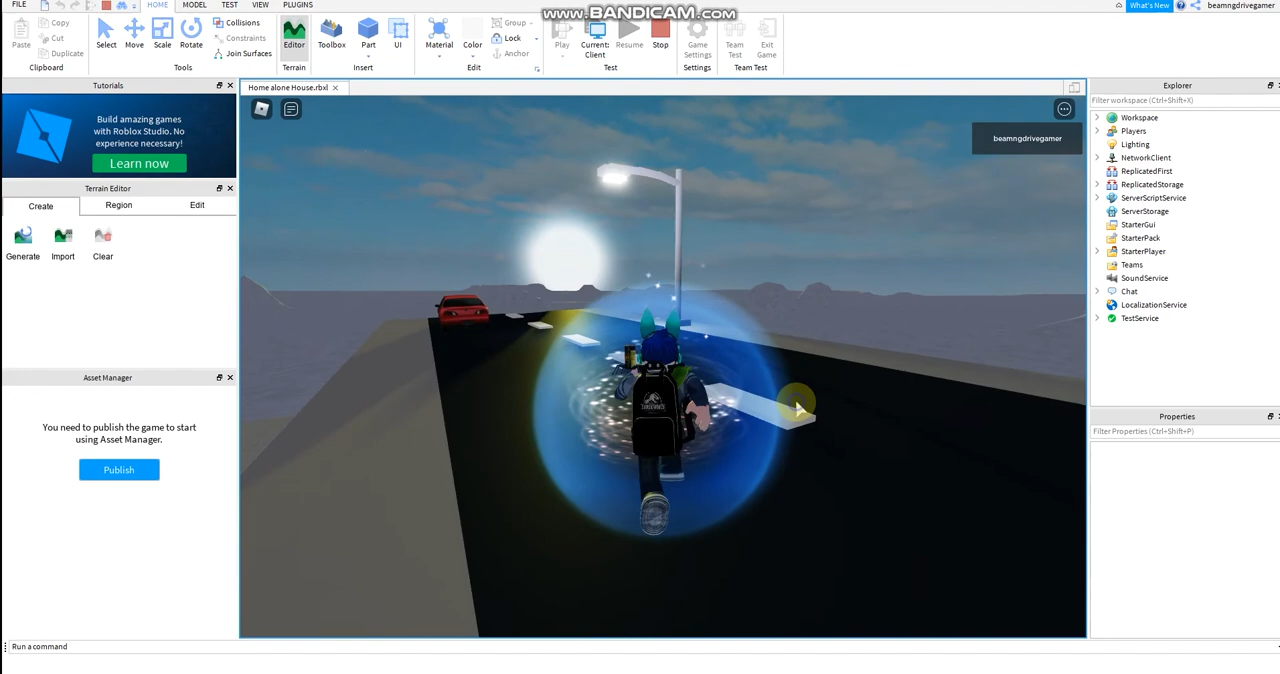 www.BANDICAM.com
FILE HOME MODEL TEST VIEW PLUGINS What's New beamngdrivegamer
Paste Copy Cut Duplicate Select Move Scale Rotate Collisions Constraints Join Surfaces Editor Toolbox Part UI Group Lock Anchor Material Color Play Current: Client Resume Stop Game Settings Team Test Exit Game
Clipboard Tools Terrain Insert Edit Test Settings Team Test
Tutorials
Build amazing games
with Roblox Studio. No
experience necessary!
Learn now
Terrain Editor
Create Region Edit
Generate Import Clear
Asset Manager
You need to publish the game to start
using Asset Manager.
Publish
Home alone House.rbxl
beamngdrivegamer
Explorer
Filter workspace (Ctrl+Shift+X)
Workspace
Players
Lighting
NetworkClient
ReplicatedFirst
ReplicatedStorage
ServerScriptService
ServerStorage
StarterGui
StarterPack
StarterPlayer
Teams
SoundService
Chat
LocalizationService
TestService
Properties
Filter Properties (Ctrl+Shift+P)
Run a command